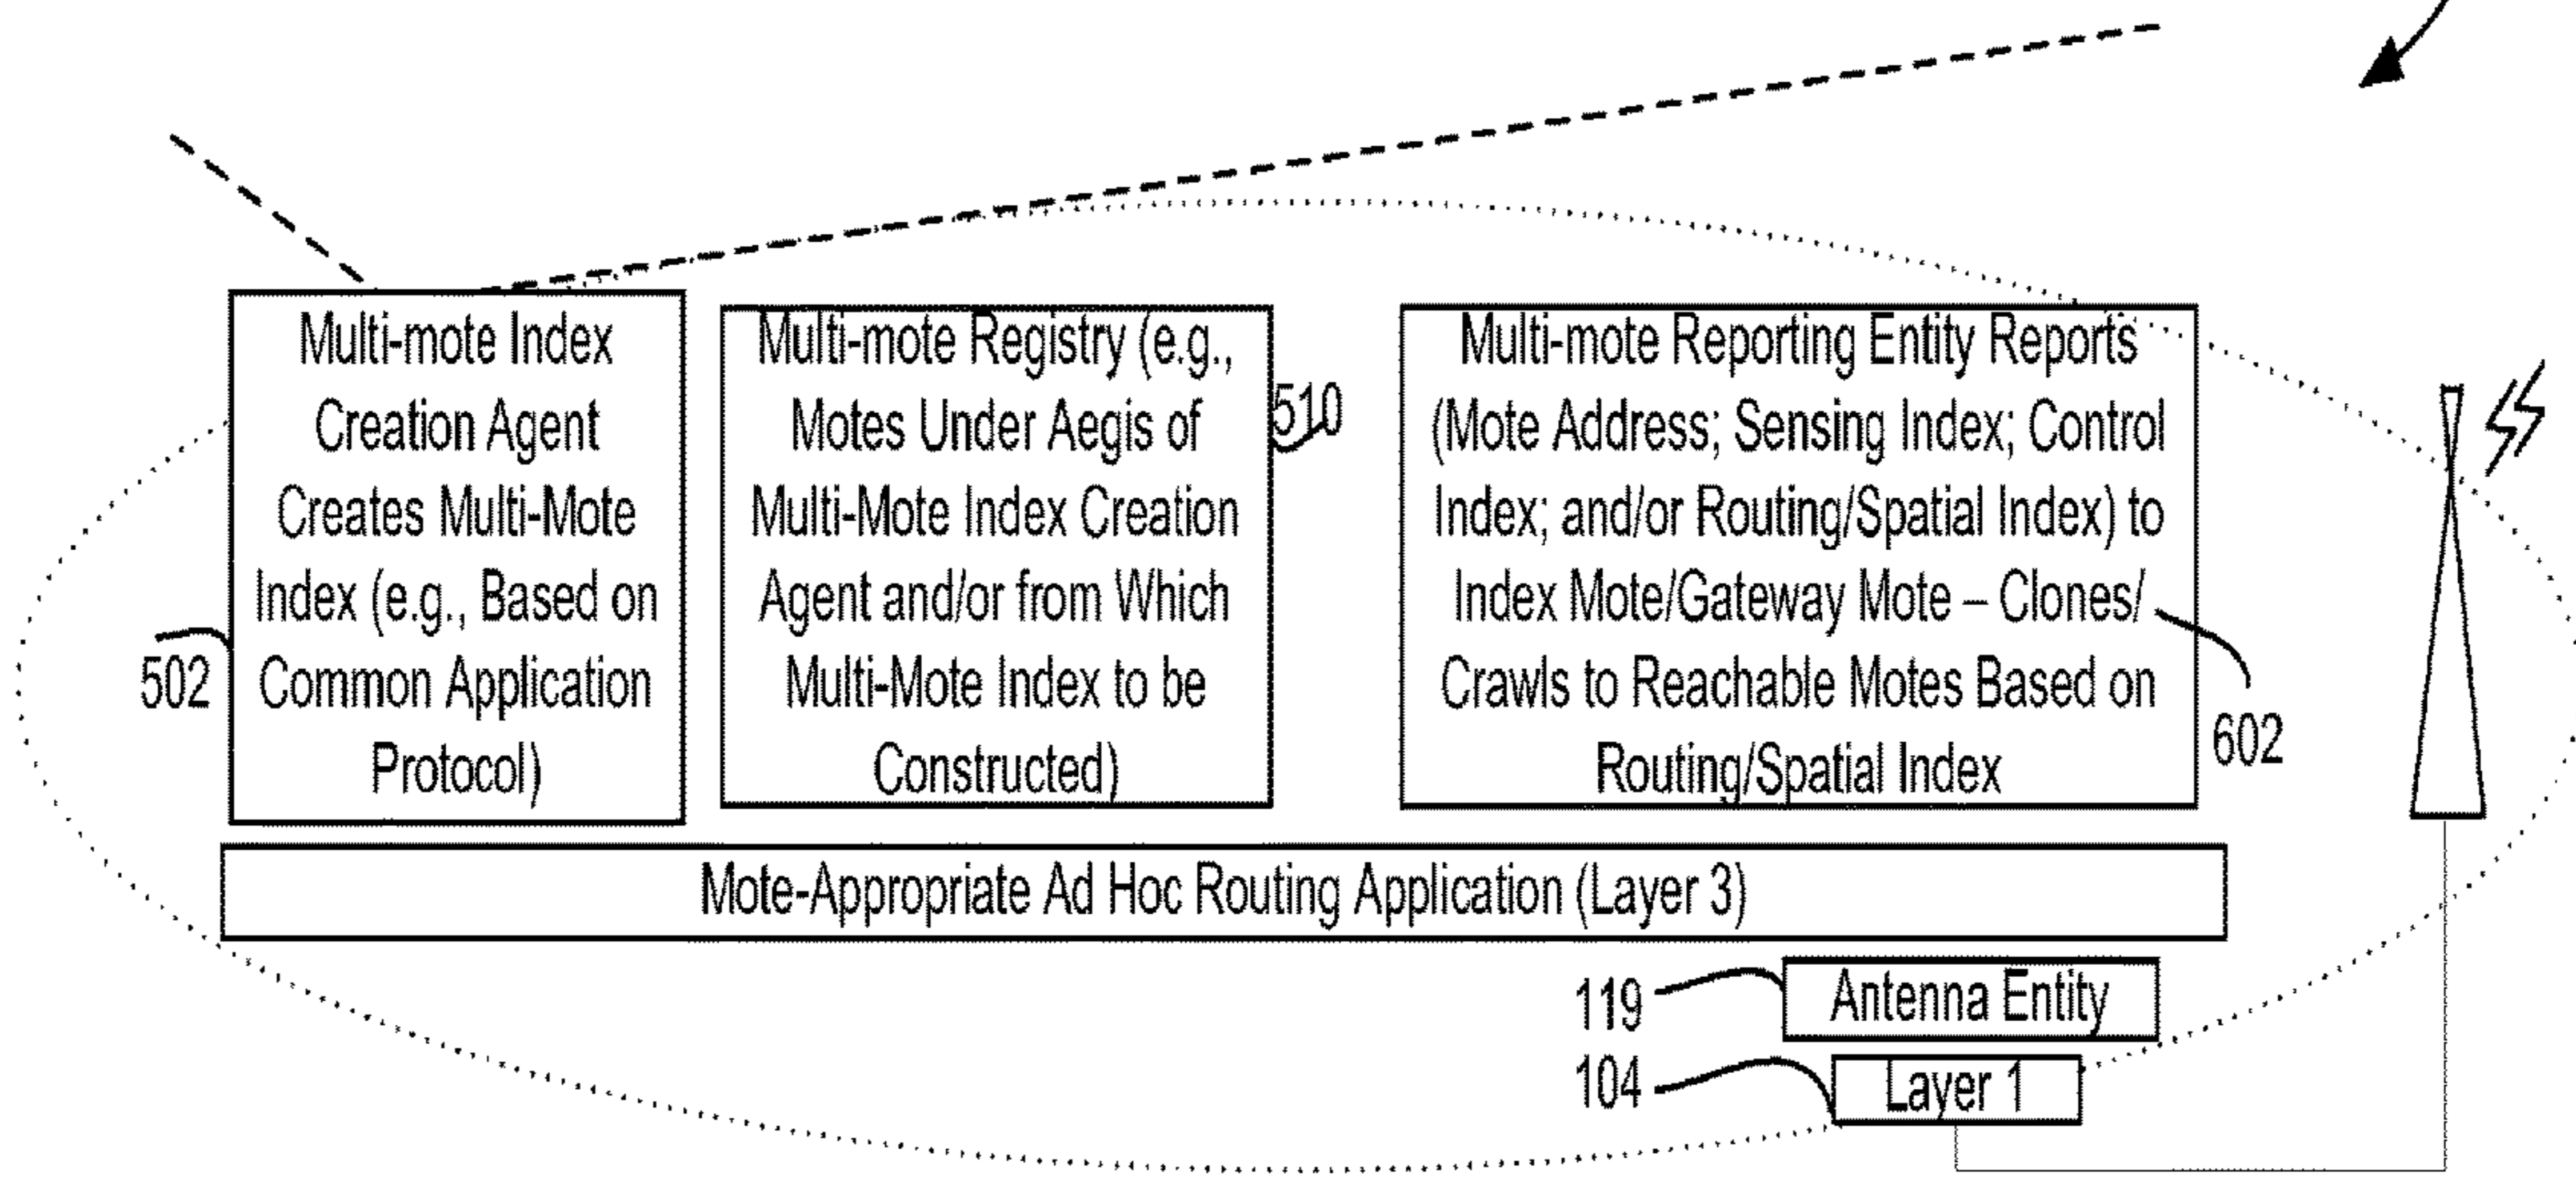 Multi-mote Index
Creation Agent
Creates Multi-Mote
Index (e.g., Based on
Common Application
Protocol)
502
Multi-mote Registry (e.g.,
Motes Under Aegis of
Multi-Mote Index Creation
Agent and/or from Which
Multi-Mote Index to be
Constructed)
510
Multi-mote Reporting Entity Reports
(Mote Address; Sensing Index; Control
Index; and/or Routing/Spatial Index) to
Index Mote/Gateway Mote – Clones/
Crawls to Reachable Motes Based on
Routing/Spatial Index
602
Mote-Appropriate Ad Hoc Routing Application (Layer 3)
119
Antenna Entity
104
Layer 1